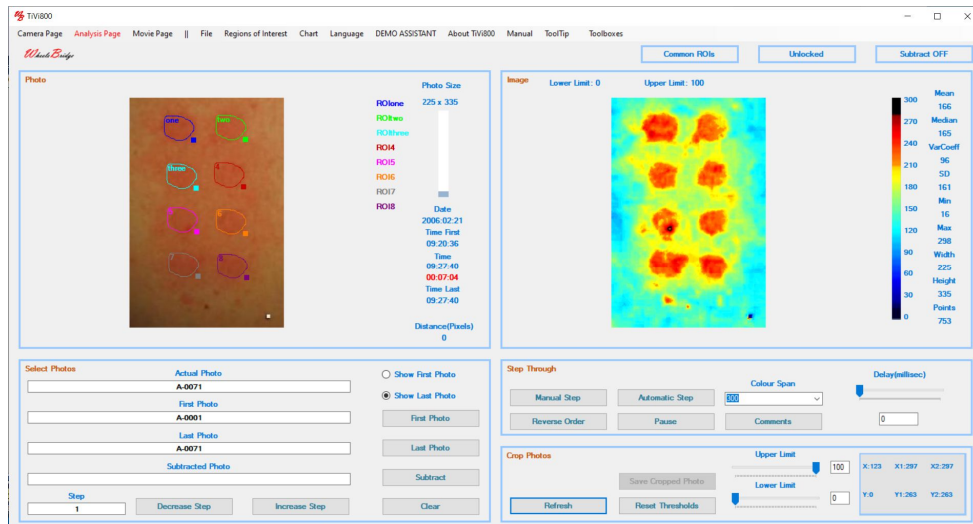 TiVi800
Camera Page Analysis Page Movie Page || File Regions of Interest Chart Language DEMO ASSISTANT About TiVi800 Manual ToolTip Toolboxes
WheelsBridge
Common ROIs Unlocked Subtract OFF
Photo
Photo Size
225 x 335
ROIone
ROItwo
ROIthree
ROI4
ROI5
ROI6
ROI7
ROI8
one two
three 4
6
7 8
Date
2006:02:21
Time First
09:20:36
Time
09:27:40
00:07:04
Time Last
09:27:40
Distance(Pixels)
0
Image Lower Limit: 0 Upper Limit: 100
300
270
240
210
180
150
120
90
60
30
0
Mean
166
Median
165
VarCoeff
96
SD
161
Min
16
Max
298
Width
225
Height
335
Points
753
Select Photos
Actual Photo
A-0071
First Photo
A-0001
Last Photo
A-0071
Subtracted Photo
Step
1
Decrease Step Increase Step
Show First Photo
Show Last Photo
First Photo
Last Photo
Subtract
Clear
Step Through
Manual Step Automatic Step
Colour Span
300
Delay(millisec)
Reverse Order Pause Comments
0
Crop Photos
Save Cropped Photo
Refresh Reset Thresholds
Upper Limit
100
Lower Limit
0
X:123 X1:297 X2:297
Y:0 Y1:263 Y2:263